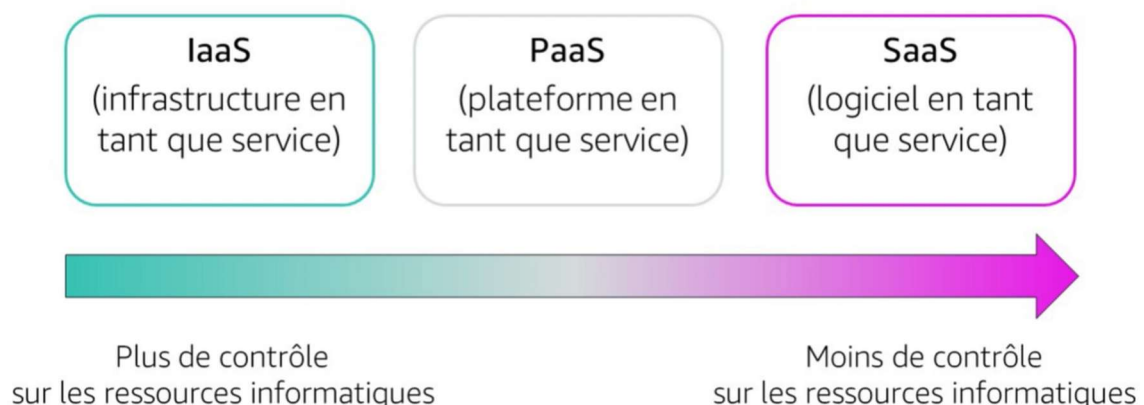 IaaS
(infrastructure en
tant que service)
PaaS
(plateforme en
tant que service)
SaaS
(logiciel en tant
que service)
Plus de contrôle
sur les ressources informatiques
Moins de contrôle
sur les ressources informatiques